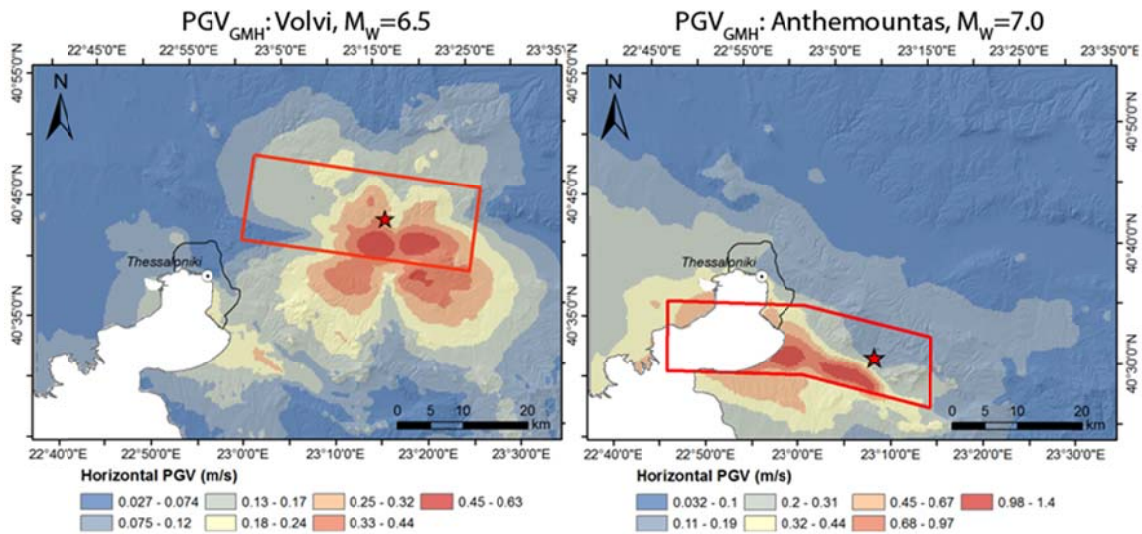 PGV_GMH: Volvi, M_W=6.5
22°45'0"E 22°55'0"E 23°5'0"E 23°15'0"E 23°25'0"E 23°35'0"E
40°55'0"N
40°45'0"N
40°35'0"N
N
Thessaloniki
0 5 10 20
km
22°40'0"E 22°50'0"E 23°0'0"E 23°10'0"E 23°20'0"E 23°30'0"E
Horizontal PGV (m/s)
0.027 - 0.074 0.13 - 0.17 0.25 - 0.32 0.45 - 0.63
0.075 - 0.12 0.18 - 0.24 0.33 - 0.44
PGV_GMH: Anthemountas, M_W=7.0
22°45'0"E 22°55'0"E 23°5'0"E 23°15'0"E 23°25'0"E 23°35'0"E
40°50'0"N
40°40'0"N
40°30'0"N
N
Thessaloniki
0 5 10 20
km
22°40'0"E 22°50'0"E 23°0'0"E 23°10'0"E 23°20'0"E 23°30'0"E
Horizontal PGV (m/s)
0.032 - 0.1 0.2 - 0.31 0.45 - 0.67 0.98 - 1.4
0.11 - 0.19 0.32 - 0.44 0.68 - 0.97